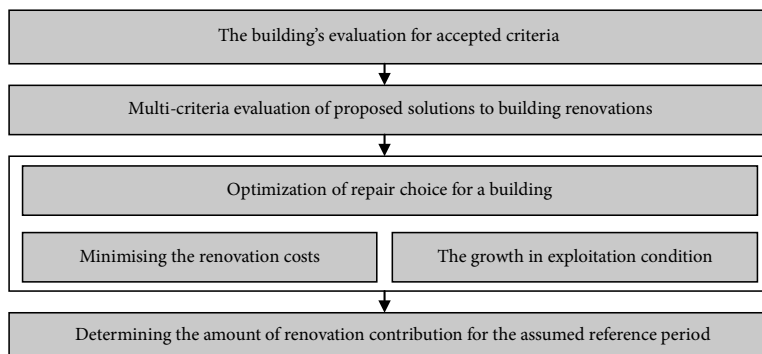 The building's evaluation for accepted criteria
Multi-criteria evaluation of proposed solutions to building renovations
Optimization of repair choice for a building
Minimising the renovation costs
The growth in exploitation condition
Determining the amount of renovation contribution for the assumed reference period